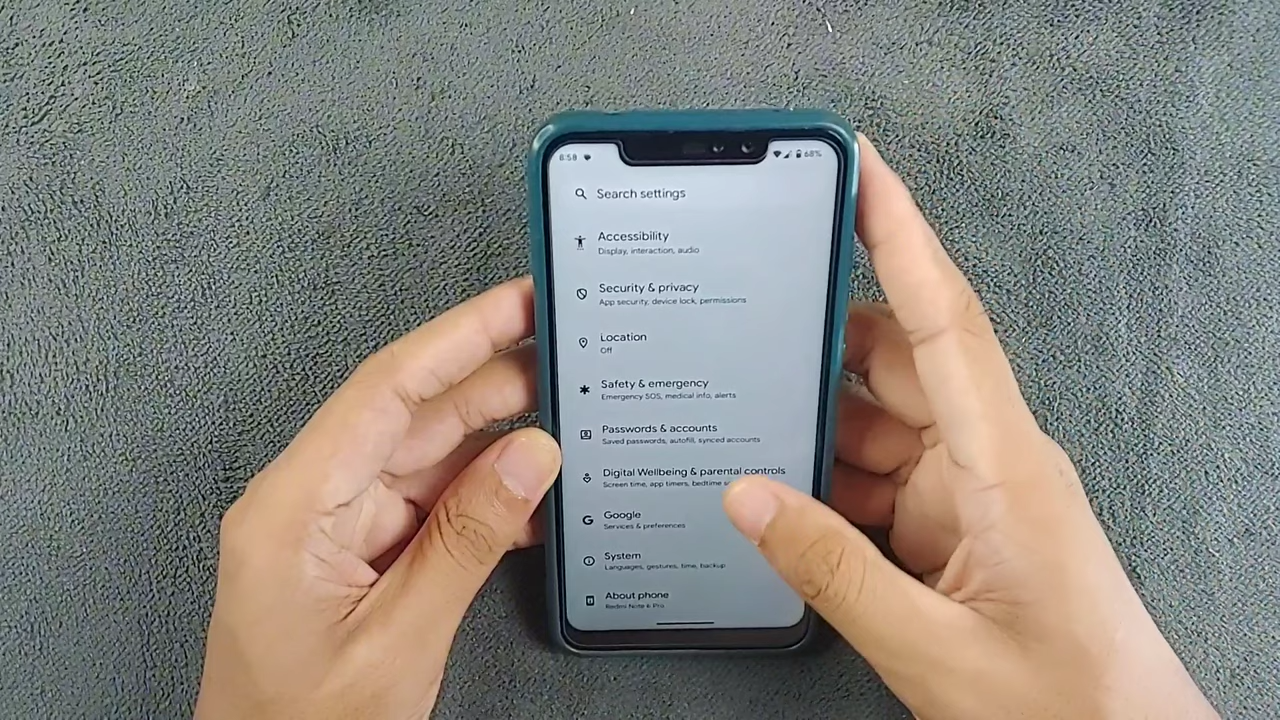 8:58
68%
Search settings
Accessibility
Display, interaction, audio
Security & privacy
App security, device lock, permissions
Location
Off
Safety & emergency
Emergency SOS, medical info, alerts
Passwords & accounts
Saved passwords, autofill, synced accounts
Digital Wellbeing & parental controls
Screen time, app timers, bedtime
Google
Services & preferences
System
Languages, gestures, time, backup
About phone
Redmi Note 6 Pro